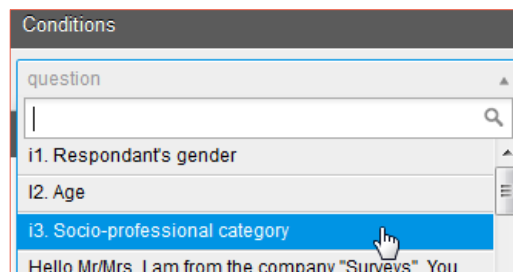 Conditions
question
i1. Respondant's gender
I2. Age
i3. Socio-professional category
Hello Mr/Mrs. I am from the company "Surveys". You